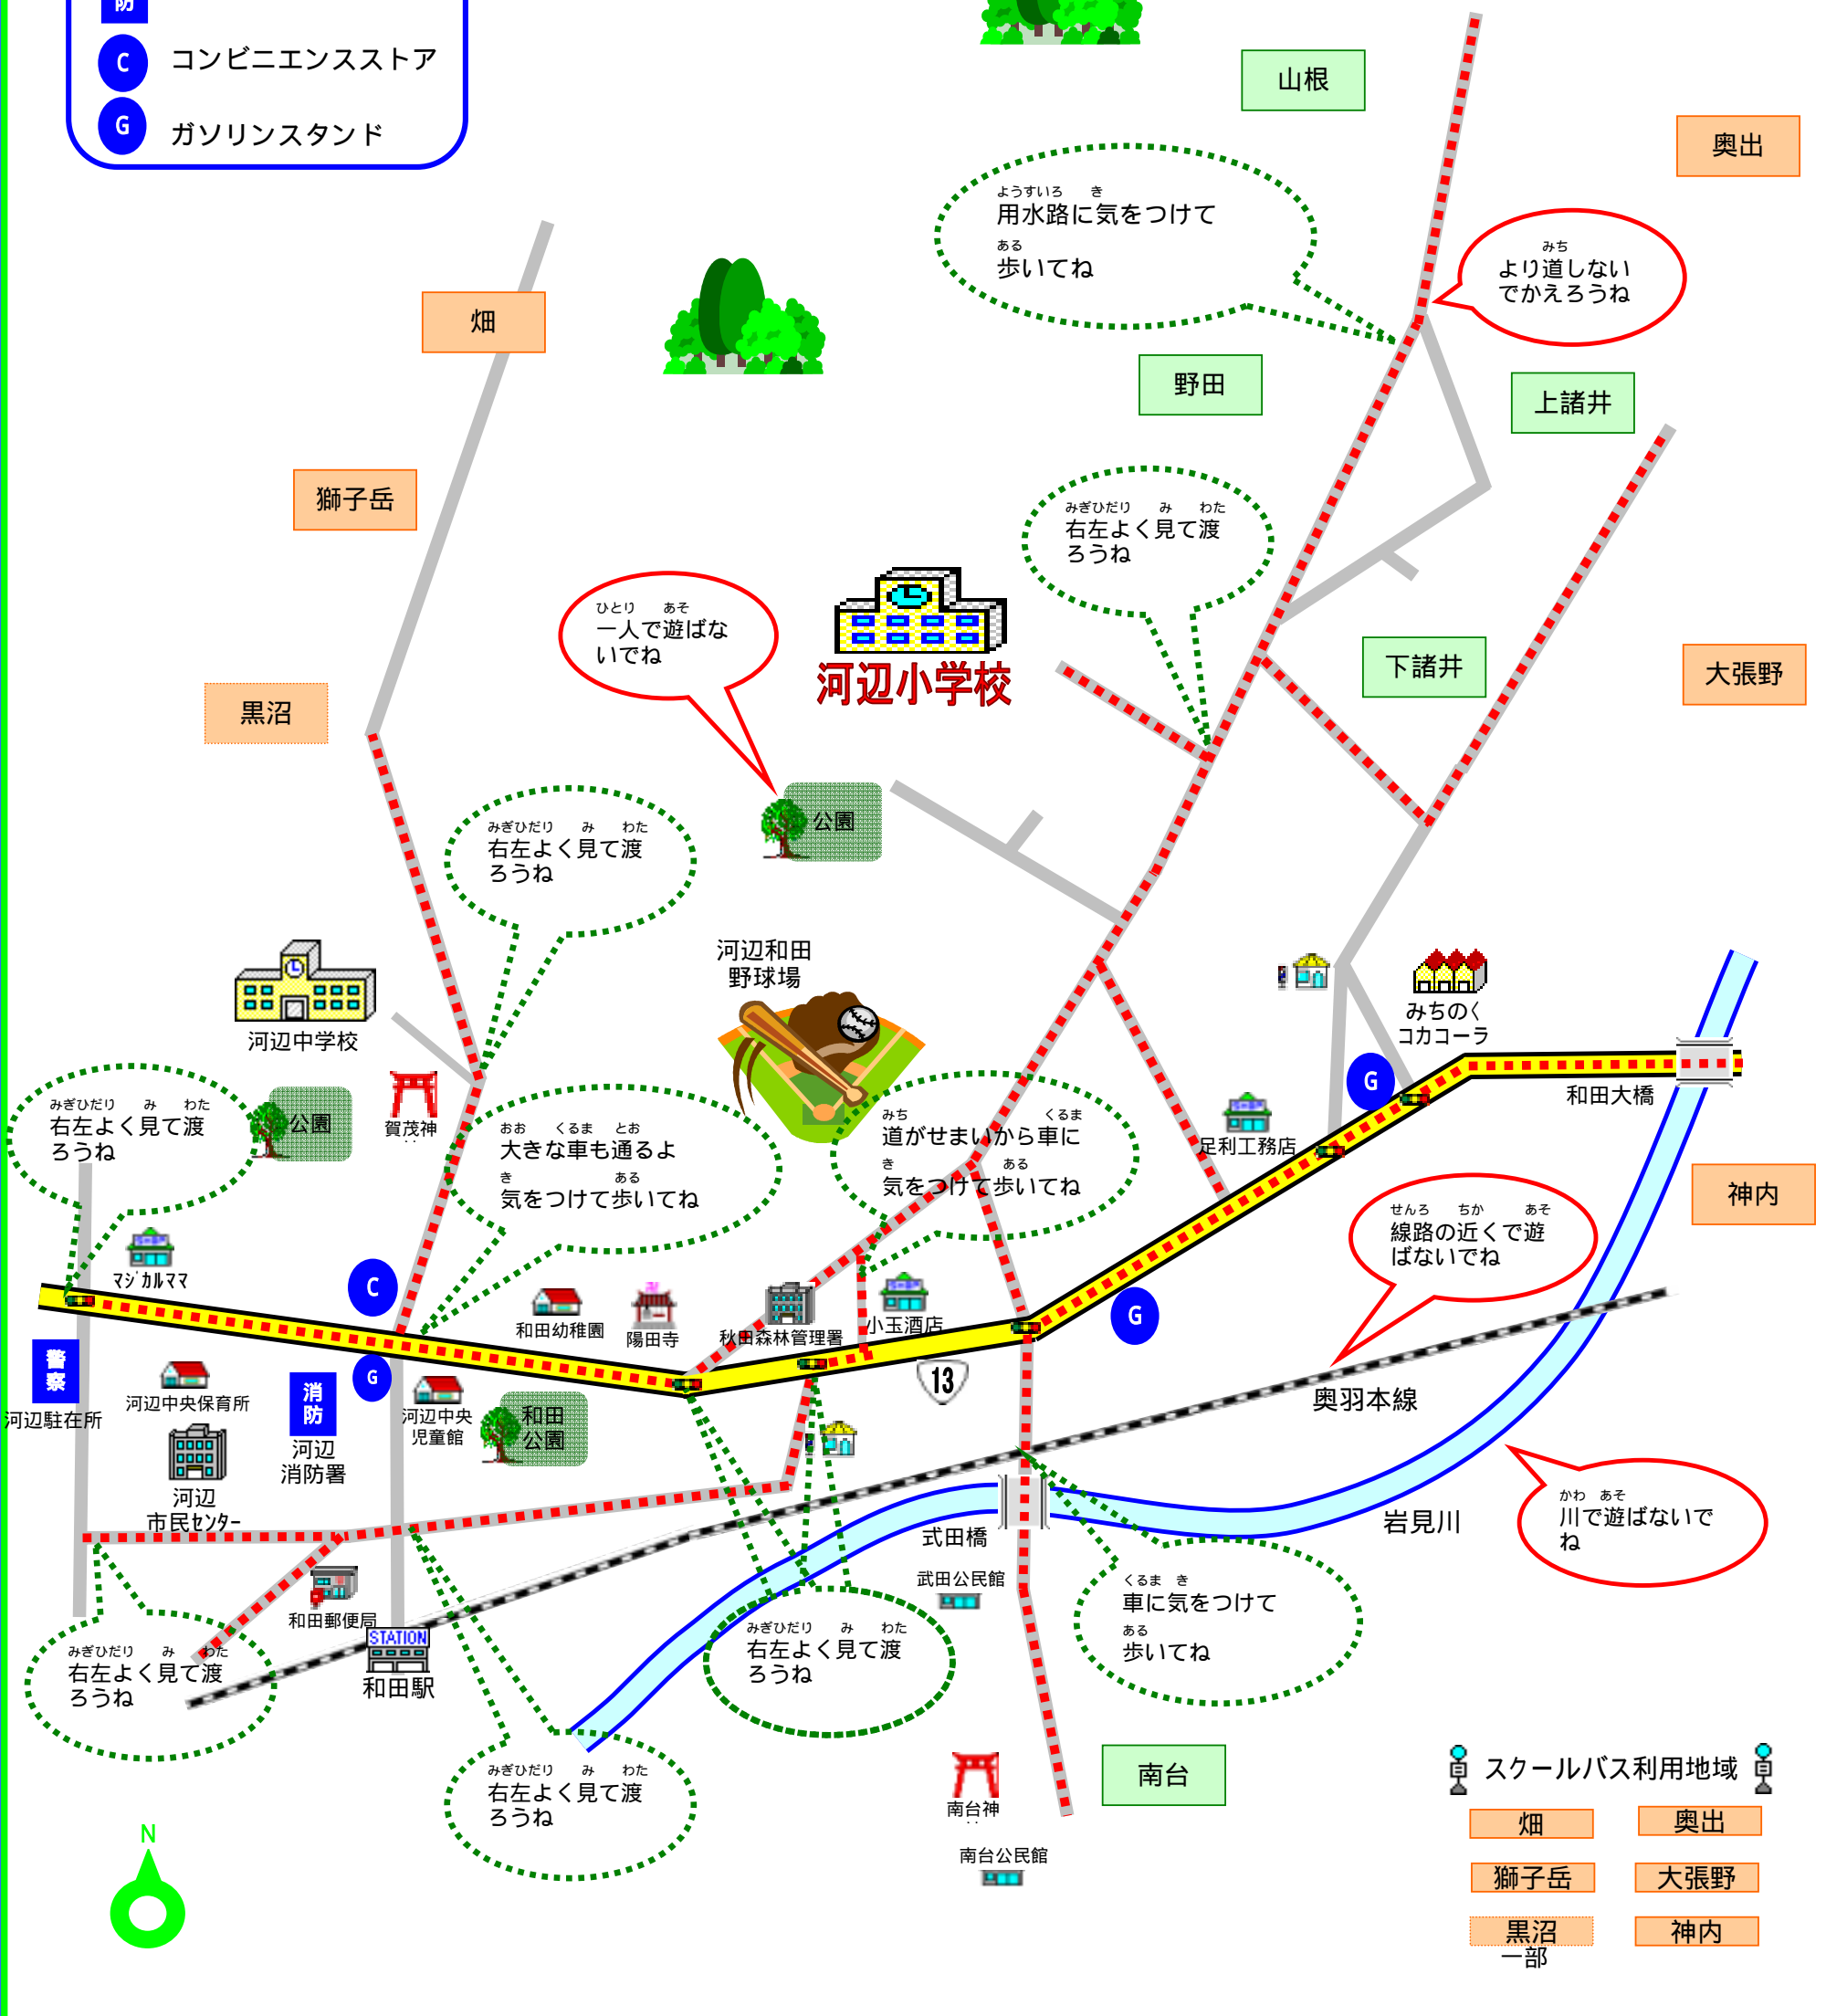 防
C コンビニエンスストア
G ガソリンスタンド
山根
奥出
ようすいろ き
用水路に気をつけて
ある
歩いてね
みち
より道しない
でかえろうね
畑
野田
上諸井
獅子岳
みぎひだり み わた
右左よく見て渡
ろうね
ひとり あそ
一人で遊ばな
いでね
河辺小学校
下諸井
大張野
黒沼
公園
みぎひだり み わた
右左よく見て渡
ろうね
河辺和田
野球場
河辺中学校
みちのく
コカコーラ
G
和田大橋
みぎひだり み わた
右左よく見て渡
ろうね
公園
賀茂神
おお くるま とお
大きな車も通るよ
き ある
気をつけて歩いてね
みち くるま
道がせまいから車に
き ある
気をつけて歩いてね
足利工務店
神内
せんろ ちか あそ
線路の近くで遊
ばないでね
マジカルママ
C
和田幼稚園
陽田寺
秋田森林管理署
小玉酒店
G
警察
河辺駐在所
河辺中央保育所
消防
河辺
消防署
G
河辺中央
児童館
和田
公園
13
奥羽本線
河辺
市民センター
式田橋
岩見川
かわ あそ
川で遊ばないで
ね
和田郵便局
武田公民館
くるま き
車に気をつけて
ある
歩いてね
STATION
和田駅
みぎひだり み わた
右左よく見て渡
ろうね
みぎひだり み わた
右左よく見て渡
ろうね
みぎひだり み わた
右左よく見て渡
ろうね
南台
南台神
南台公民館
N
スクールバス利用地域
畑 奥出
獅子岳 大張野
黒沼 神内
一部